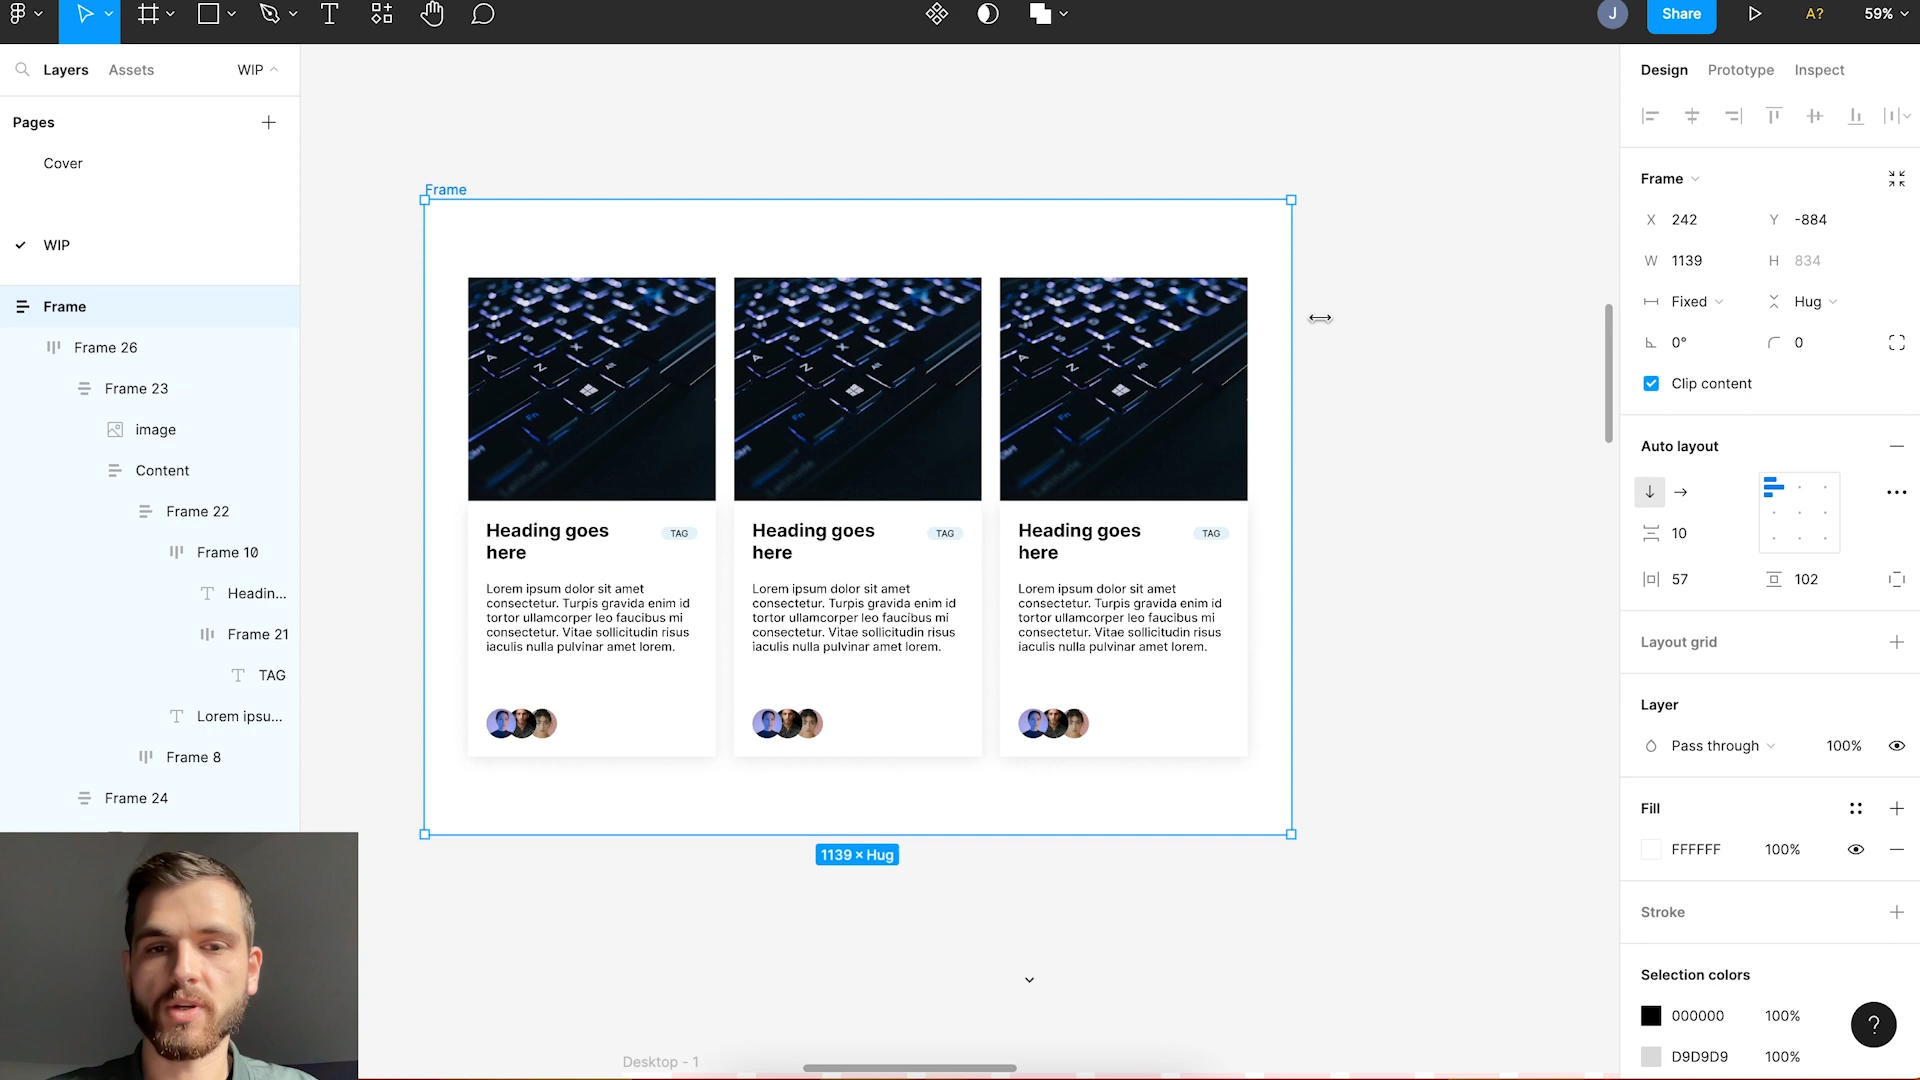 J
Share
A?
59%
Layers
Assets
WIP
Pages
Cover
WIP
Frame
Frame 26
Frame 23
image
Content
Frame 22
Frame 10
Headin...
Frame 21
TAG
Lorem ipsu...
Frame 8
Frame 24
Frame
Heading goes
here
TAG
Lorem ipsum dolor sit amet
consectetur. Turpis gravida enim id
tortor ullamcorper leo faucibus mi
consectetur. Vitae sollicitudin risus
iaculis nulla pulvinar amet lorem.
Heading goes
here
TAG
Lorem ipsum dolor sit amet
consectetur. Turpis gravida enim id
tortor ullamcorper leo faucibus mi
consectetur. Vitae sollicitudin risus
iaculis nulla pulvinar amet lorem.
Heading goes
here
TAG
Lorem ipsum dolor sit amet
consectetur. Turpis gravida enim id
tortor ullamcorper leo faucibus mi
consectetur. Vitae sollicitudin risus
iaculis nulla pulvinar amet lorem.
1139 × Hug
Desktop - 1
Design
Prototype
Inspect
Frame
X 242
Y -884
W 1139
H 834
Fixed
Hug
0°
0
Clip content
Auto layout
10
57
102
Layout grid
Layer
Pass through
100%
Fill
FFFFFF
100%
Stroke
Selection colors
000000
100%
D9D9D9
100%
?